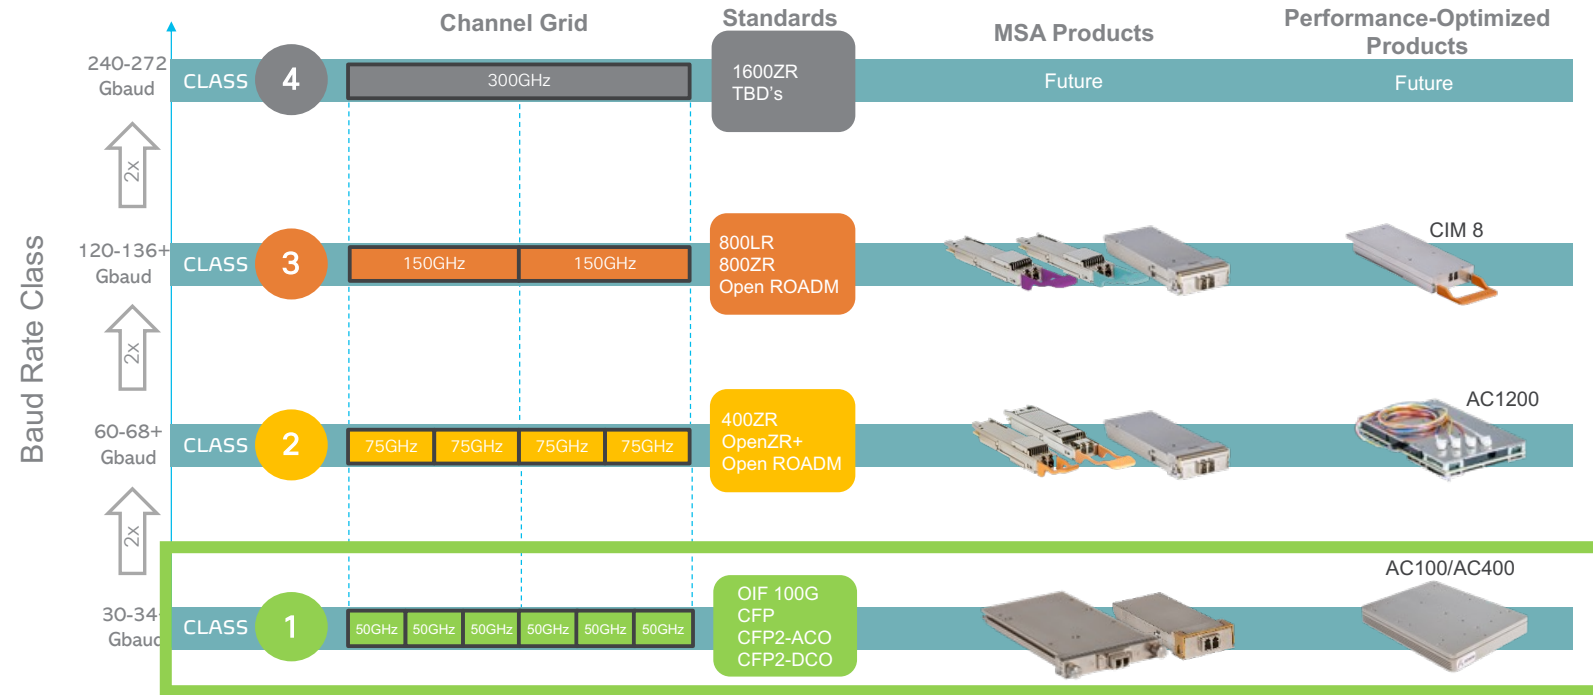 Channel Grid
Standards
MSA Products
Performance-Optimized
Products
Baud Rate Class
240-272
Gbaud
CLASS
4
300GHz
1600ZR
TBD's
Future
Future
2x
120-136+
Gbaud
CLASS
3
150GHz
150GHz
800LR
800ZR
Open ROADM
CIM 8
2x
60-68+
Gbaud
CLASS
2
75GHz
75GHz
75GHz
75GHz
400ZR
OpenZR+
Open ROADM
AC1200
2x
30-34
Gbaud
CLASS
1
50GHz
50GHz
50GHz
50GHz
50GHz
50GHz
OIF 100G
CFP
CFP2-ACO
CFP2-DCO
AC100/AC400